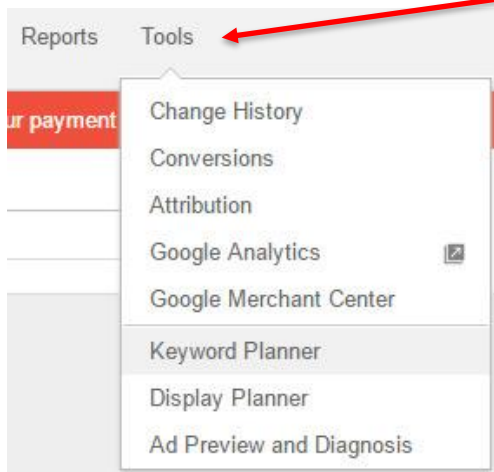 Reports Tools
ur payment
Change History
Conversions
Attribution
Google Analytics
Google Merchant Center
Keyword Planner
Display Planner
Ad Preview and Diagnosis